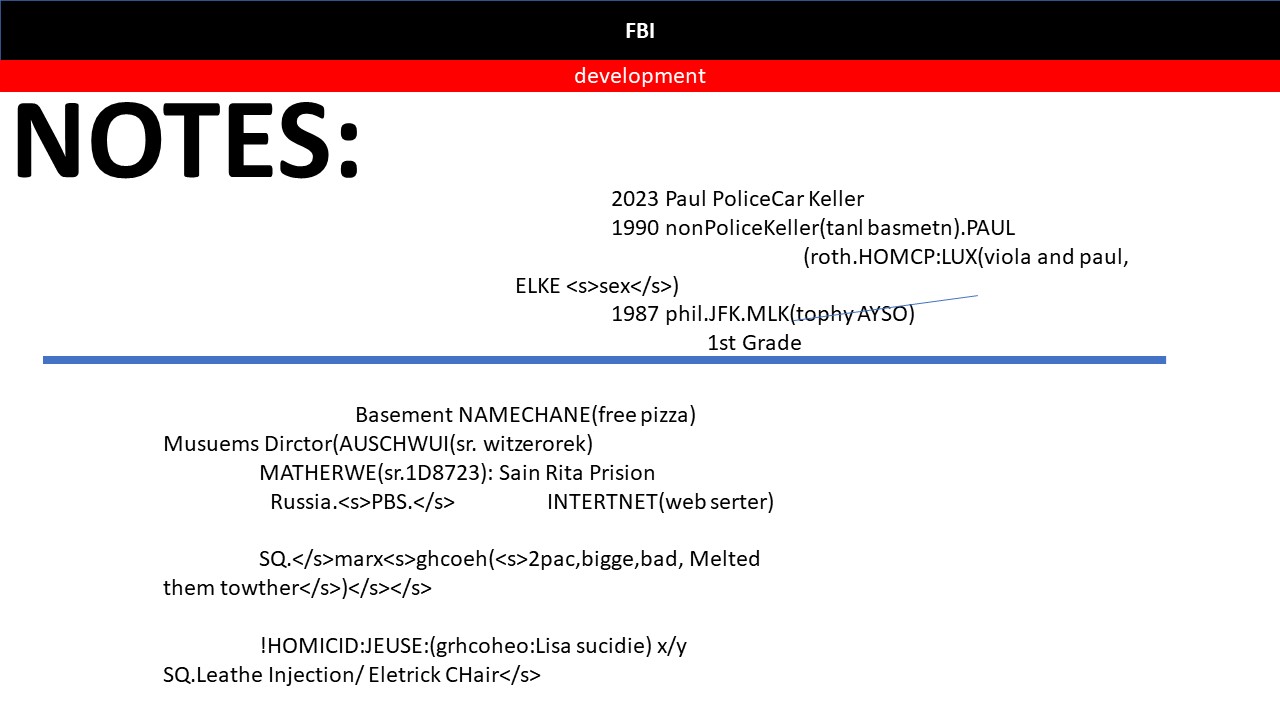 FBI
development
NOTES:
2023 Paul PoliceCar Keller
1990 nonPoliceKeller(tanl basmetn).PAUL
(roth.HOMCP:LUX(viola and paul,
ELKE <s>sex</s>)
1987 phil.JFK.MLK(tophy AYSO)
1st Grade
Basement NAMECHANE(free pizza)
Musuems Dirctor(AUSCHWUI(sr. witzerorek)
MATHERWE(sr.1D8723): Sain Rita Prision
Russia.<s>PBS.</s> INTERTNET(web serter)
SQ.</s>marx<s>ghcoeh(<s>2pac,bigge,bad, Melted
them towther</s>)</s></s>
!HOMICID:JEUSE:(grhcoheo:Lisa sucidie) x/y
SQ.Leathe Injection/ Eletrick CHair</s>